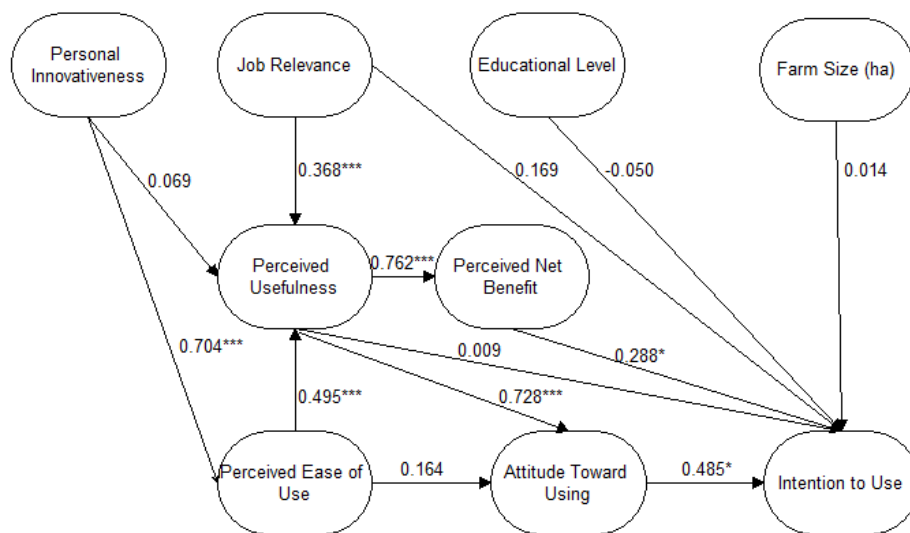 Personal
Innovativeness
Job Relevance
Educational Level
Farm Size (ha)
0.069
0.368***
0.169
-0.050
0.014
Perceived
Usefulness
0.762***
Perceived Net
Benefit
0.704***
0.495***
0.009
0.728***
0.288*
Perceived Ease of
Use
0.164
Attitude Toward
Using
0.485*
Intention to Use